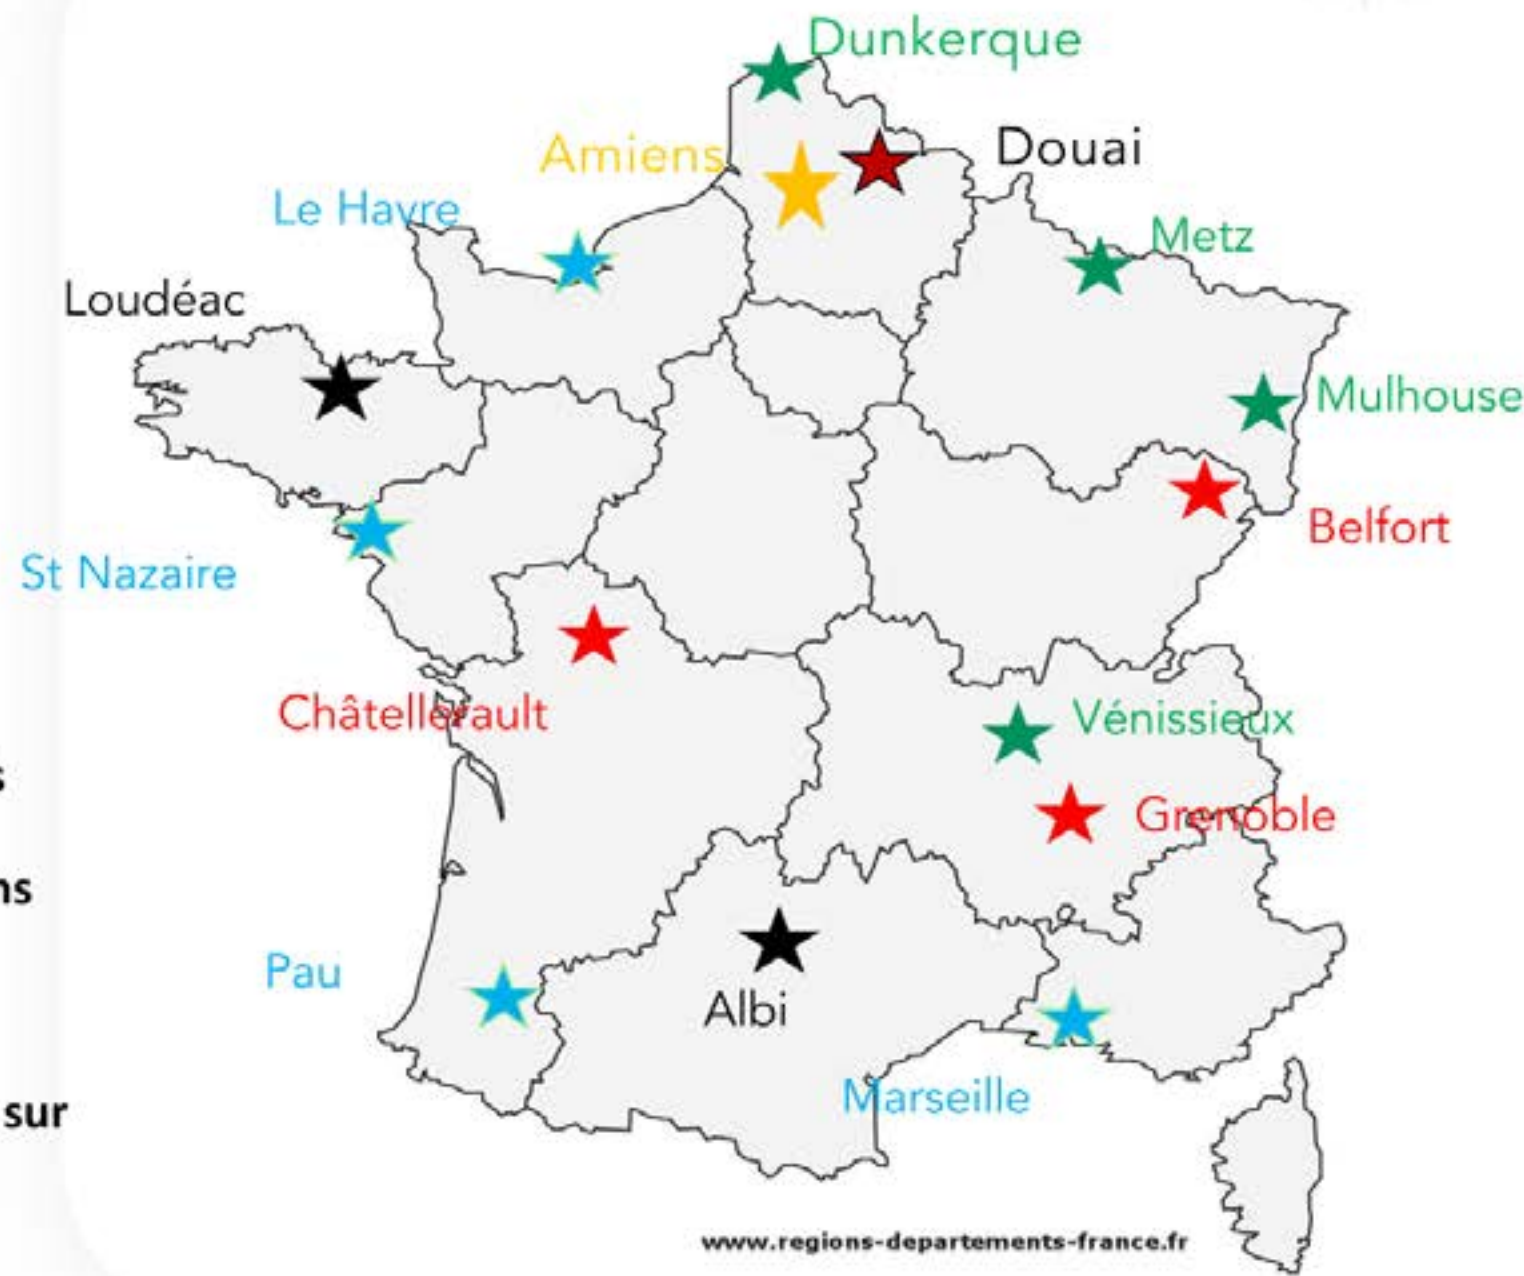 Dunkerque
Amiens
Douai
Le Havre
Metz
Loudéac
Mulhouse
Belfort
St Nazaire
Châtellerault
Vénissieux
Grenoble
Pau
Albi
Marseille
sur
www.regions-departements-france.fr